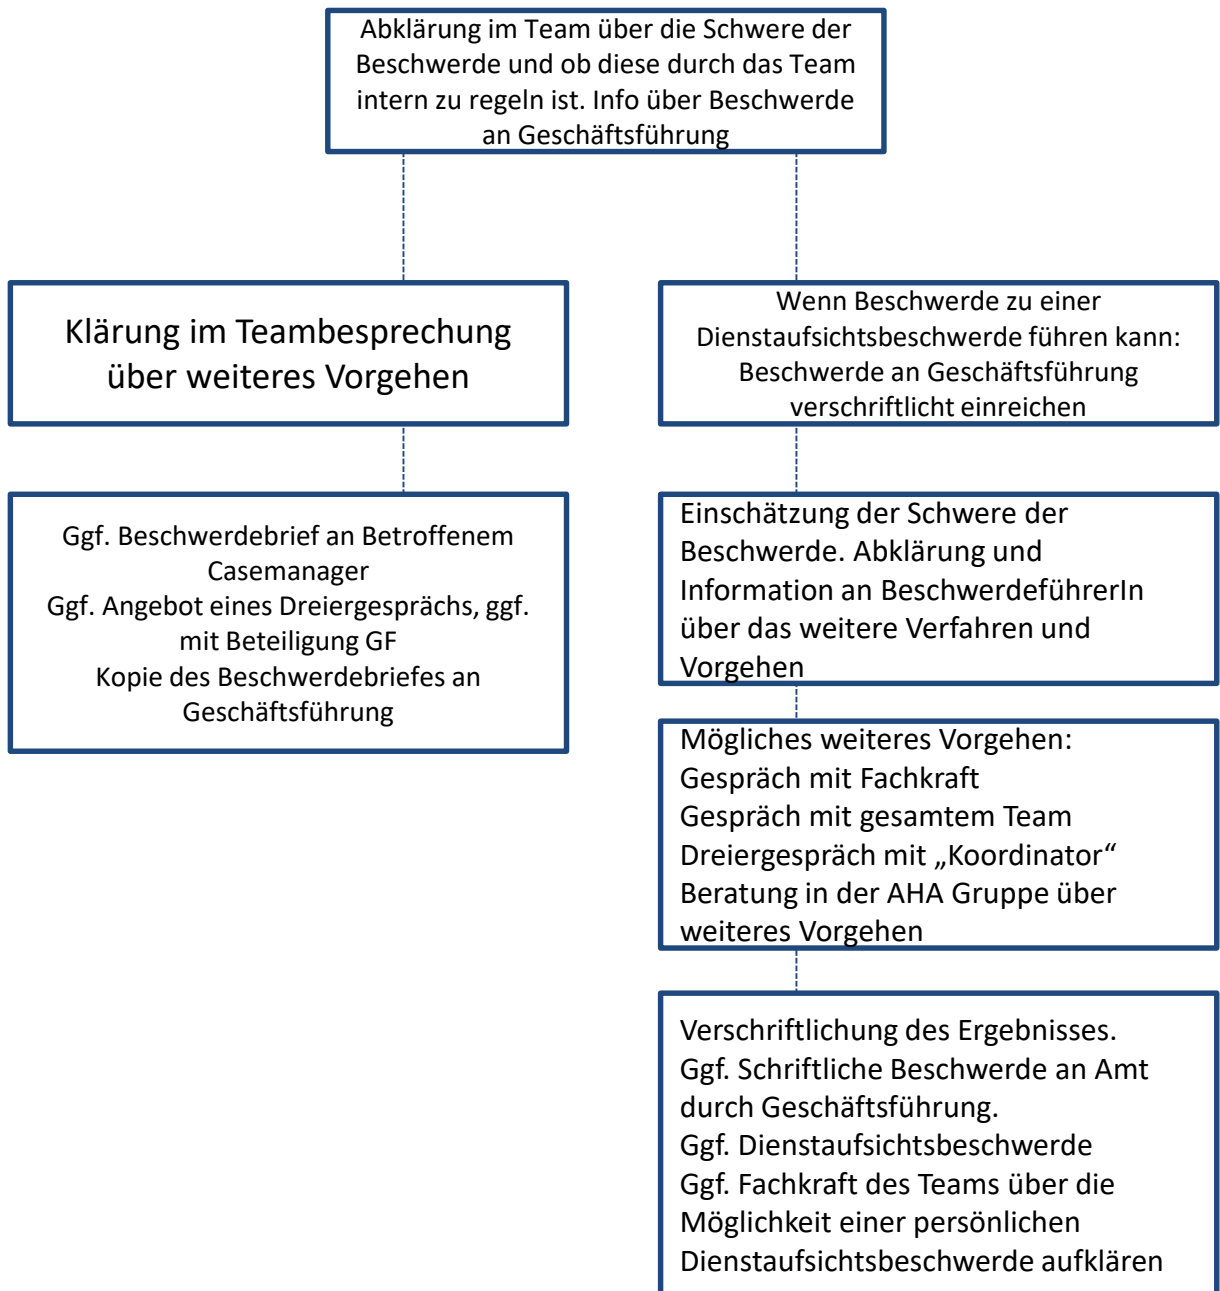 Abklärung im Team über die Schwere der
Beschwerde und ob diese durch das Team
intern zu regeln ist. Info über Beschwerde
an Geschäftsführung
Klärung im Teambesprechung
über weiteres Vorgehen
Ggf. Beschwerdebrief an Betroffenem
Casemanager
Ggf. Angebot eines Dreiergesprächs, ggf.
mit Beteiligung GF
Kopie des Beschwerdebriefes an
Geschäftsführung
Wenn Beschwerde zu einer
Dienstaufsichtsbeschwerde führen kann:
Beschwerde an Geschäftsführung
verschriftlicht einreichen
Einschätzung der Schwere der
Beschwerde. Abklärung und
Information an BeschwerdeführerIn
über das weitere Verfahren und
Vorgehen
Mögliches weiteres Vorgehen:
Gespräch mit Fachkraft
Gespräch mit gesamtem Team
Dreiergespräch mit „Koordinator“
Beratung in der AHA Gruppe über
weiteres Vorgehen
Verschriftlichung des Ergebnisses.
Ggf. Schriftliche Beschwerde an Amt
durch Geschäftsführung.
Ggf. Dienstaufsichtsbeschwerde
Ggf. Fachkraft des Teams über die
Möglichkeit einer persönlichen
Dienstaufsichtsbeschwerde aufklären